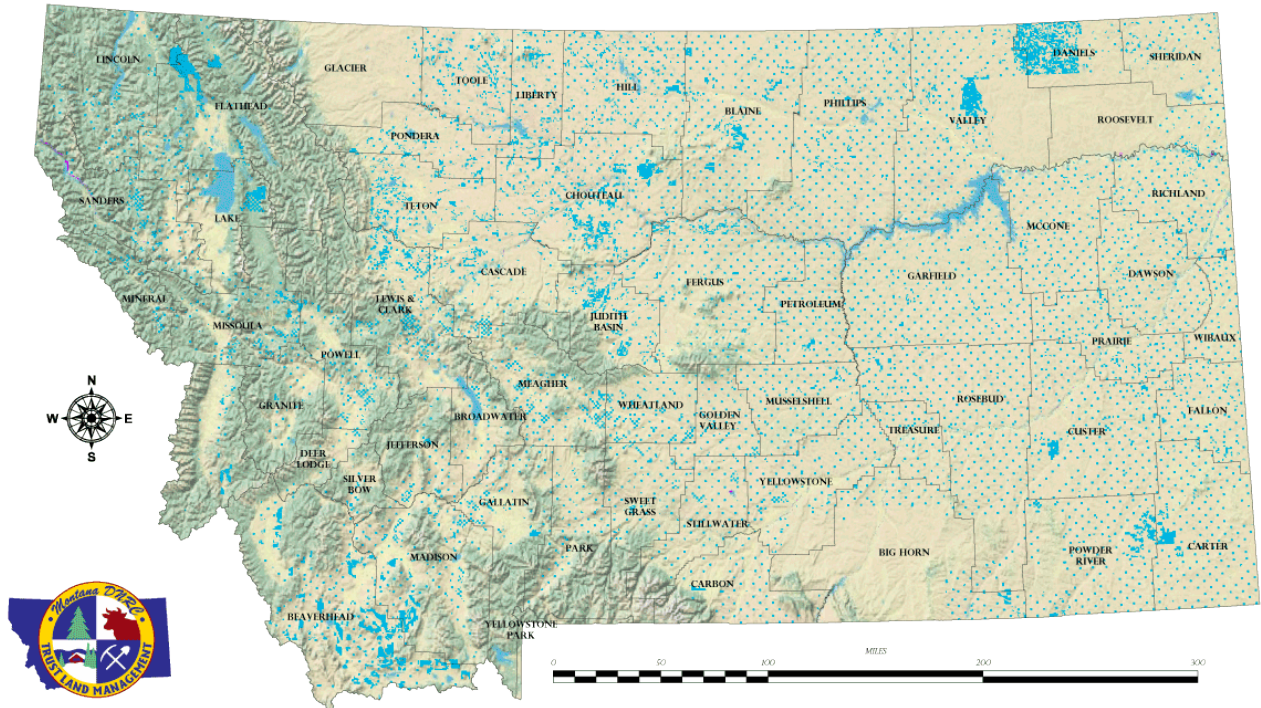 LINCOLN
GLACIER
TOOLE
LIBERTY
HILL
BLAINE
PHILLIPS
VALLEY
DANIELS
SHERIDAN
FLATHEAD
PONDERA
ROOSEVELT
SANDERS
LAKE
TETON
CHOUTEAU
RICHLAND
MCCONE
MINERAL
MISSOULA
LEWIS &
CLARK
CASCADE
JUDITH
BASIN
FERGUS
PETROLEUM
GARFIELD
DAWSON
PRAIRIE
WIBAUX
POWELL
GRANITE
MEAGHER
BROADWATER
WHEATLAND
GOLDEN
VALLEY
MUSSELSHELL
ROSEBUD
TREASURE
CUSTER
FALLON
N
W
E
S
DEER
LODGE
SILVER
BOW
JEFFERSON
GALLATIN
SWEET
GRASS
STILLWATER
YELLOWSTONE
MADISON
PARK
CARBON
BIG HORN
POWDER
RIVER
CARTER
BEAVERHEAD
YELLOWSTONE
PARK
Montana DNRC
TRUST LAND MANAGEMENT
MILES
0
50
100
200
300